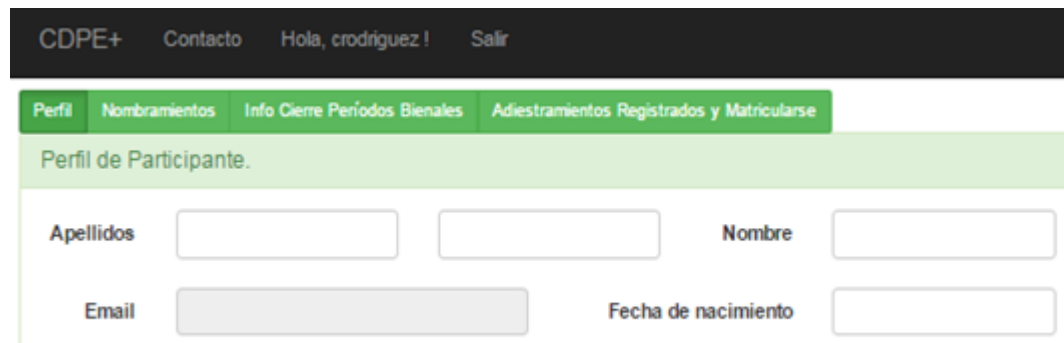 CDPE+ Contacto Hola, crodriguez ! Salir
Perfil Nombramientos Info Cierre Períodos Bienales Adiestramientos Registrados y Matricularse
Perfil de Participante.
Apellidos Nombre
Email Fecha de nacimiento